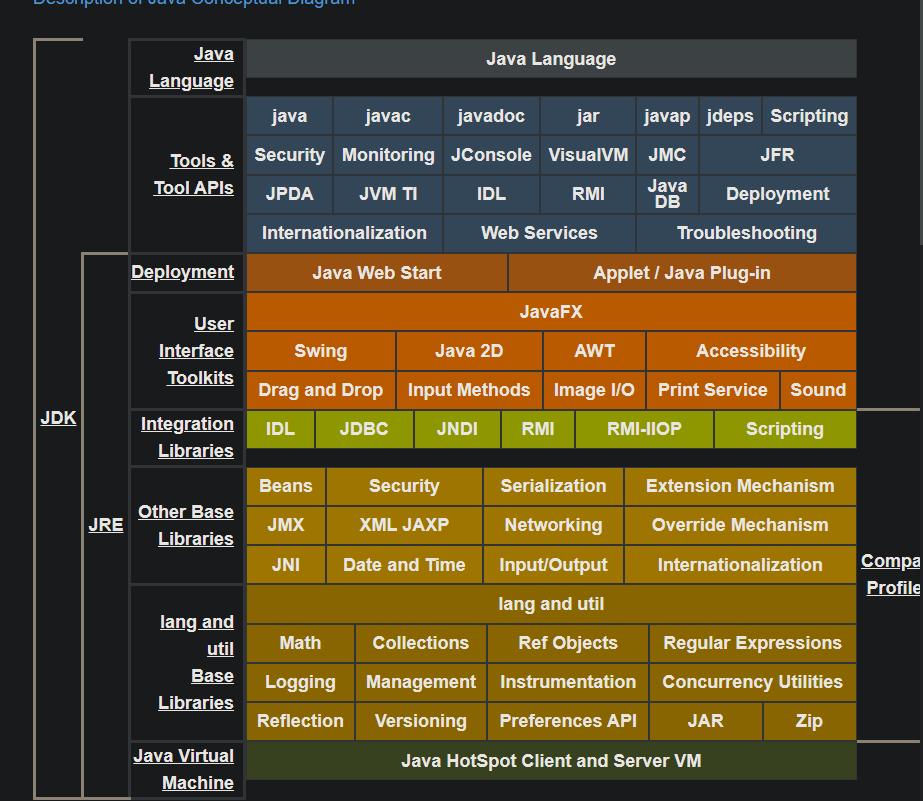 Description of Java Conceptual Diagram
Java
Language
Java Language
Tools &
Tool APIs
java javac javadoc jar javap jdeps Scripting
Security Monitoring JConsole VisualVM JMC JFR
JPDA JVM TI IDL RMI Java DB Deployment
Internationalization Web Services Troubleshooting
Deployment
Java Web Start Applet / Java Plug-in
User
Interface
Toolkits
JavaFX
Swing Java 2D AWT Accessibility
Drag and Drop Input Methods Image I/O Print Service Sound
JDK
Integration
Libraries
IDL JDBC JNDI RMI RMI-IIOP Scripting
JRE
Other Base
Libraries
Beans Security Serialization Extension Mechanism
JMX XML JAXP Networking Override Mechanism
JNI Date and Time Input/Output Internationalization
Compa
Profile
lang and
util
Base
Libraries
lang and util
Math Collections Ref Objects Regular Expressions
Logging Management Instrumentation Concurrency Utilities
Reflection Versioning Preferences API JAR Zip
Java Virtual
Machine
Java HotSpot Client and Server VM